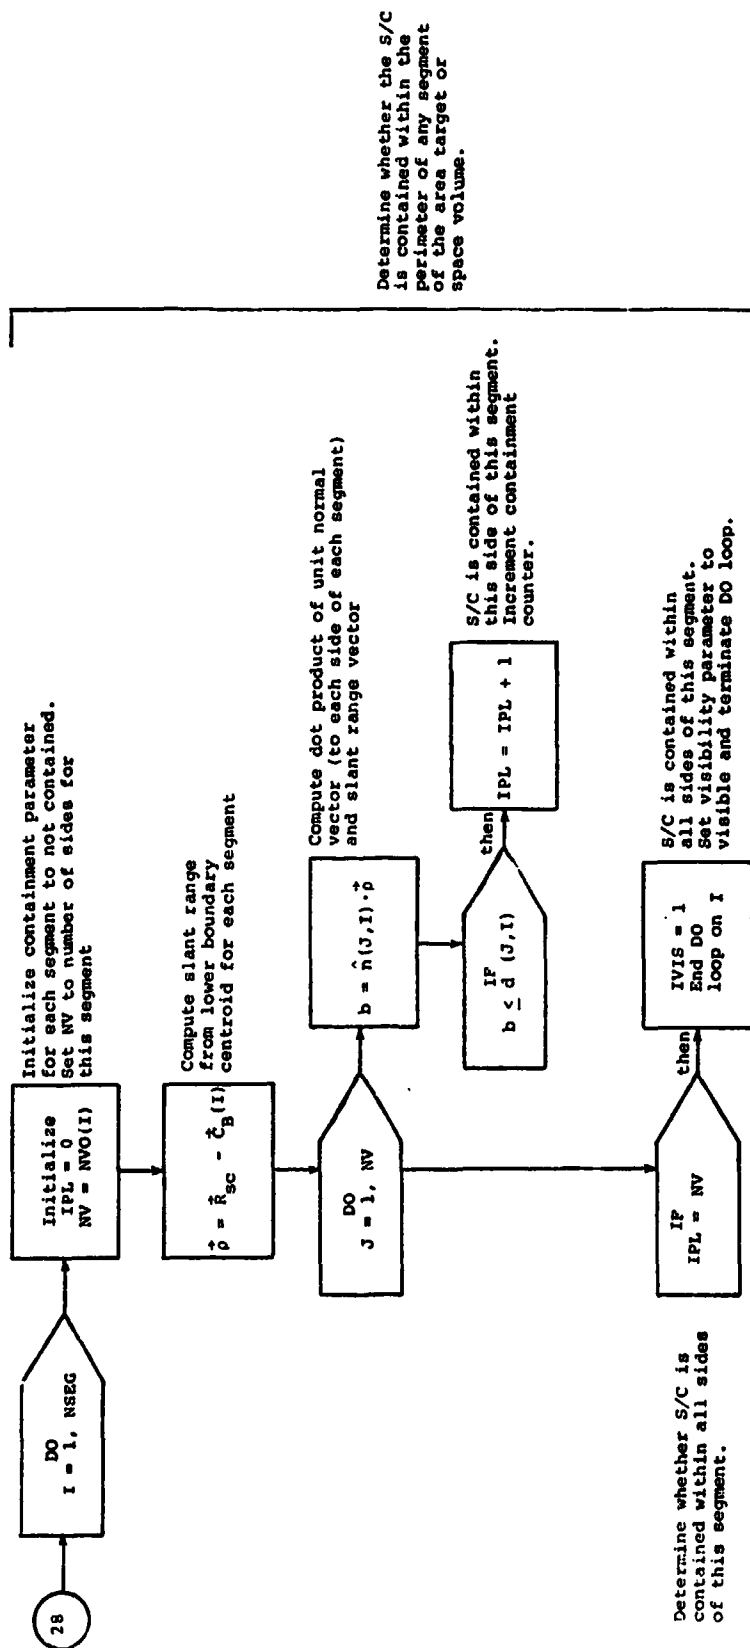 28
DO
I = 1, NSEG
Initialize
IPL = 0
NV = NVO(I)
Initialize containment parameter
for each segment to not contained.
Set NV to number of sides for
this segment
ρ⃗ = R⃗SC - C⃗B(I)
Compute slant range
from lower boundary
centroid for each segment
DO
J = 1, NV
b = n̂(J,I)·ρ⃗
Compute dot product of unit normal
vector (to each side of each segment)
and slant range vector
IF
b ≤ d (J,I)
then
IPL = IPL + 1
S/C is contained within
this side of this segment.
Increment containment
counter.
Determine whether S/C is
contained within all sides
of this segment.
IF
IPL = NV
then
IVIS = 1
End DO
loop on I
S/C is contained within
all sides of this segment.
Set visibility parameter to
visible and terminate DO loop.
Determine whether the S/C
is contained within the
perimeter of any segment
of the area target or
space volume.